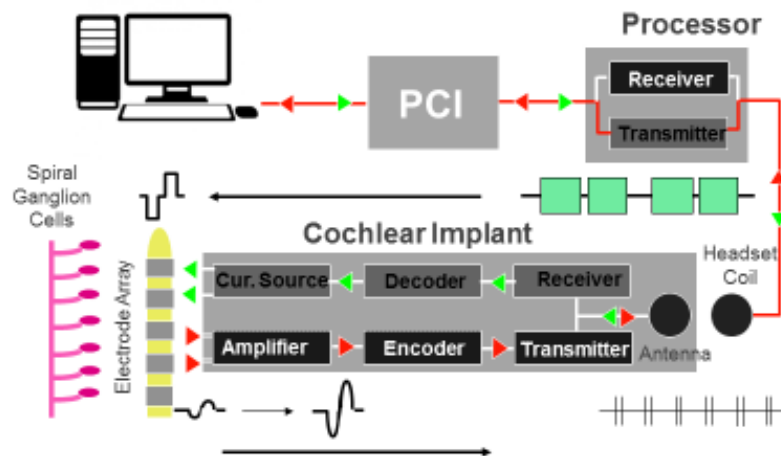 Processor
PCI
Receiver
Transmitter
Spiral
Ganglion
Cells
Cochlear Implant
Headset
Coil
Electrode Array
Cur. Source
Decoder
Receiver
Amplifier
Encoder
Transmitter
Antenna